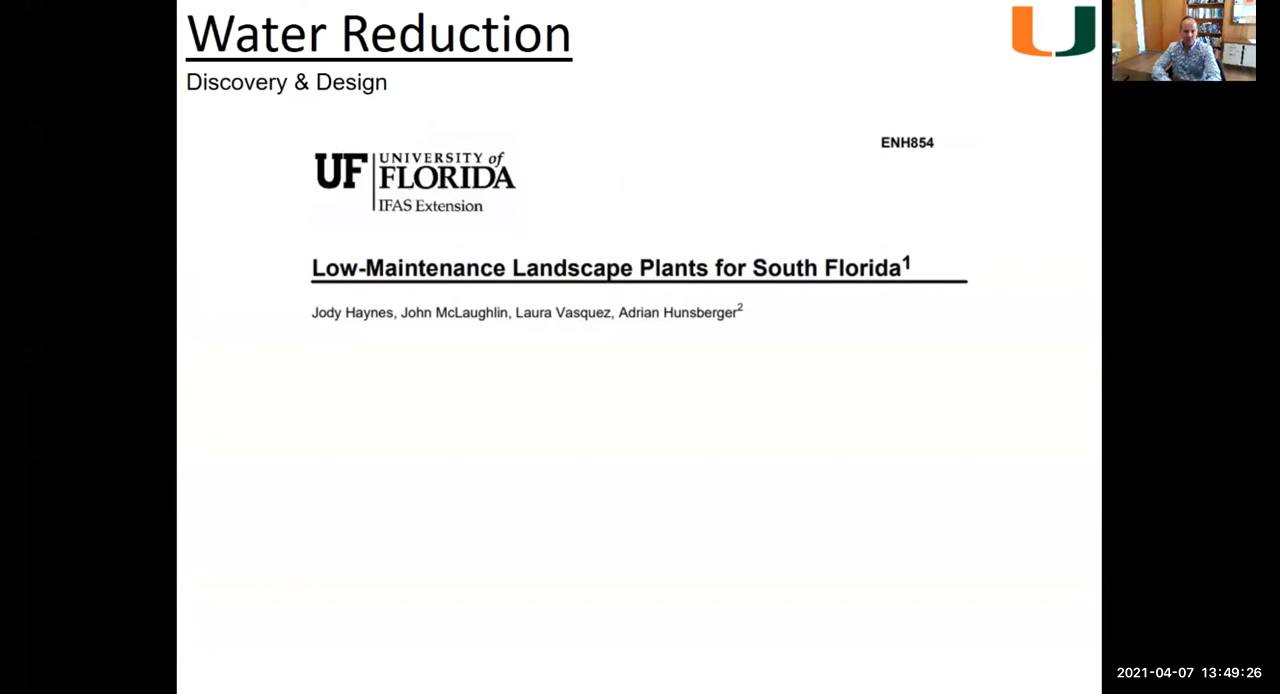 Water Reduction
Discovery & Design
U
ENH854
UF UNIVERSITY of
FLORIDA
IFAS Extension
Low-Maintenance Landscape Plants for South Florida¹
Jody Haynes, John McLaughlin, Laura Vasquez, Adrian Hunsberger²
2021-04-07 13:49:26